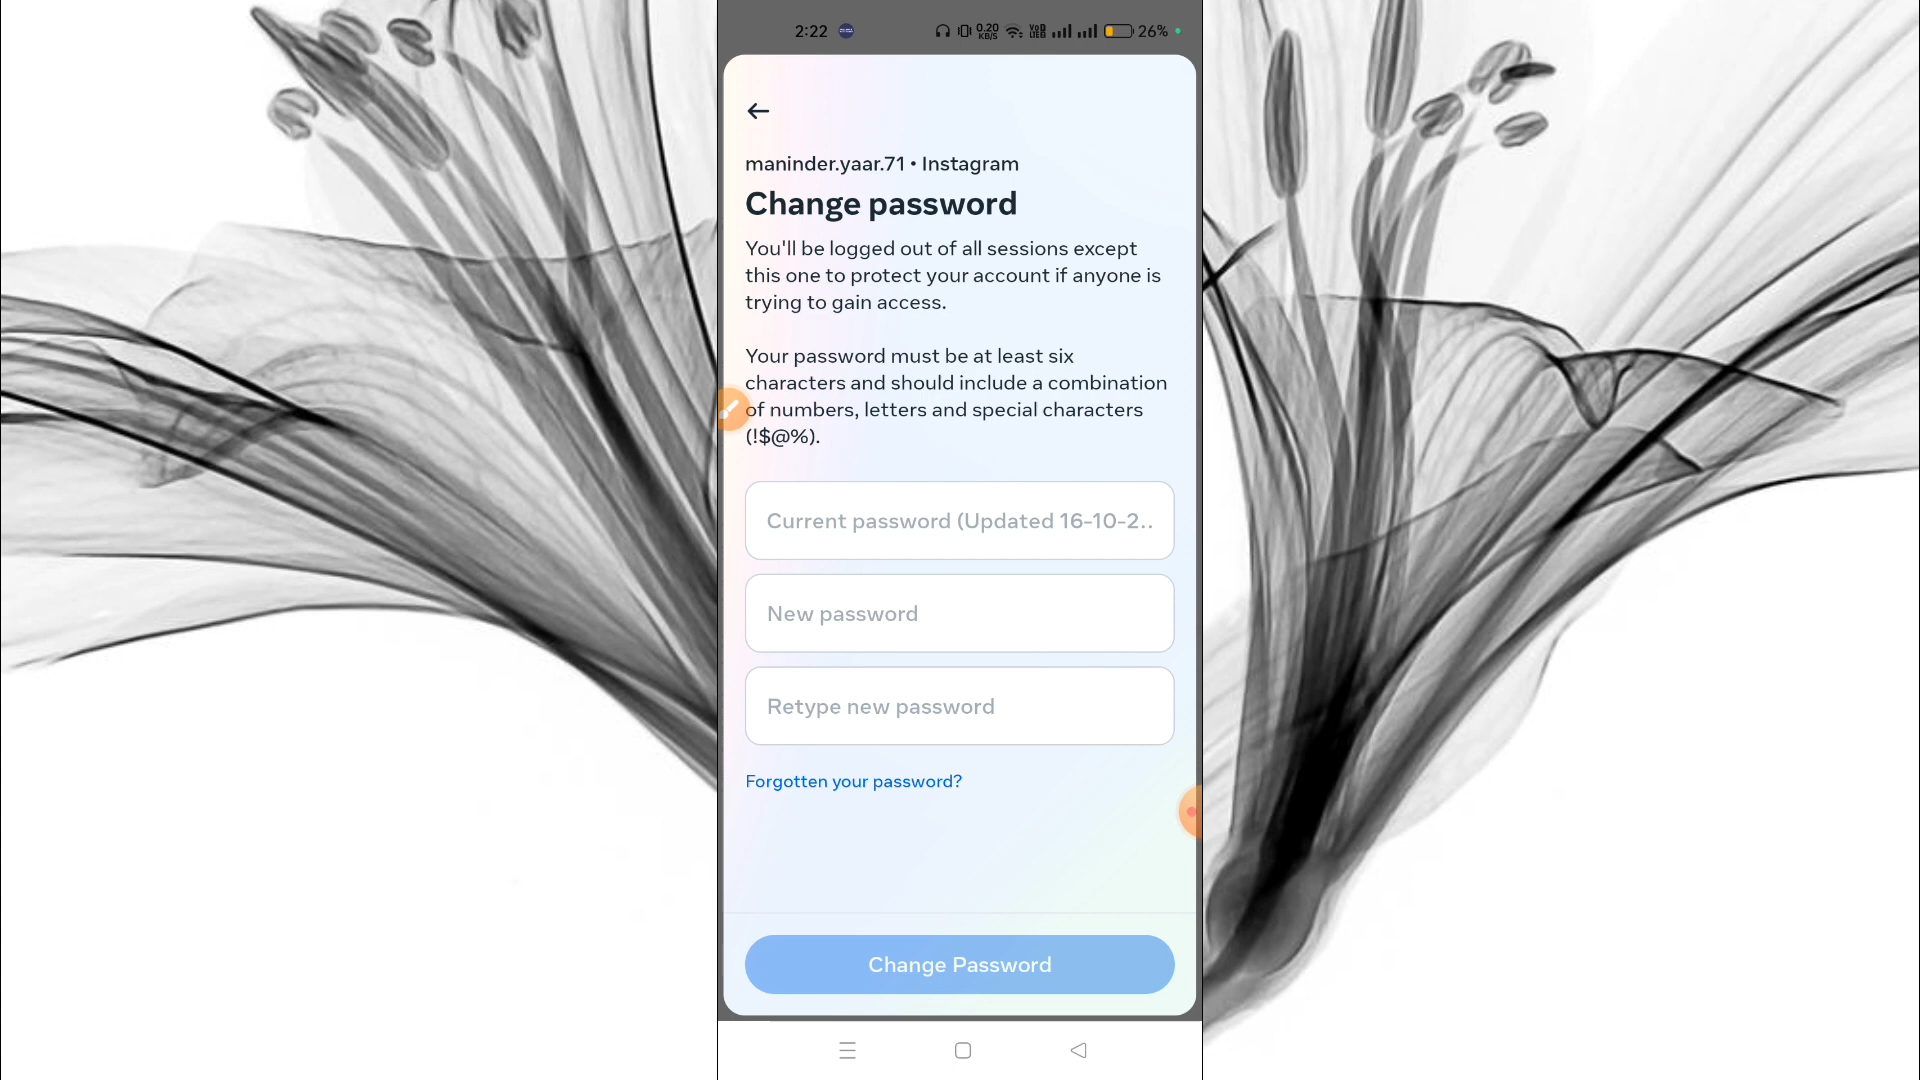 2:22 0.20 KB/S 26%
maninder.yaar.71 • Instagram
Change password
You'll be logged out of all sessions except
this one to protect your account if anyone is
trying to gain access.
Your password must be at least six
characters and should include a combination
of numbers, letters and special characters
(!$@%).
Current password (Updated 16-10-2..
New password
Retype new password
Forgotten your password?
Change Password